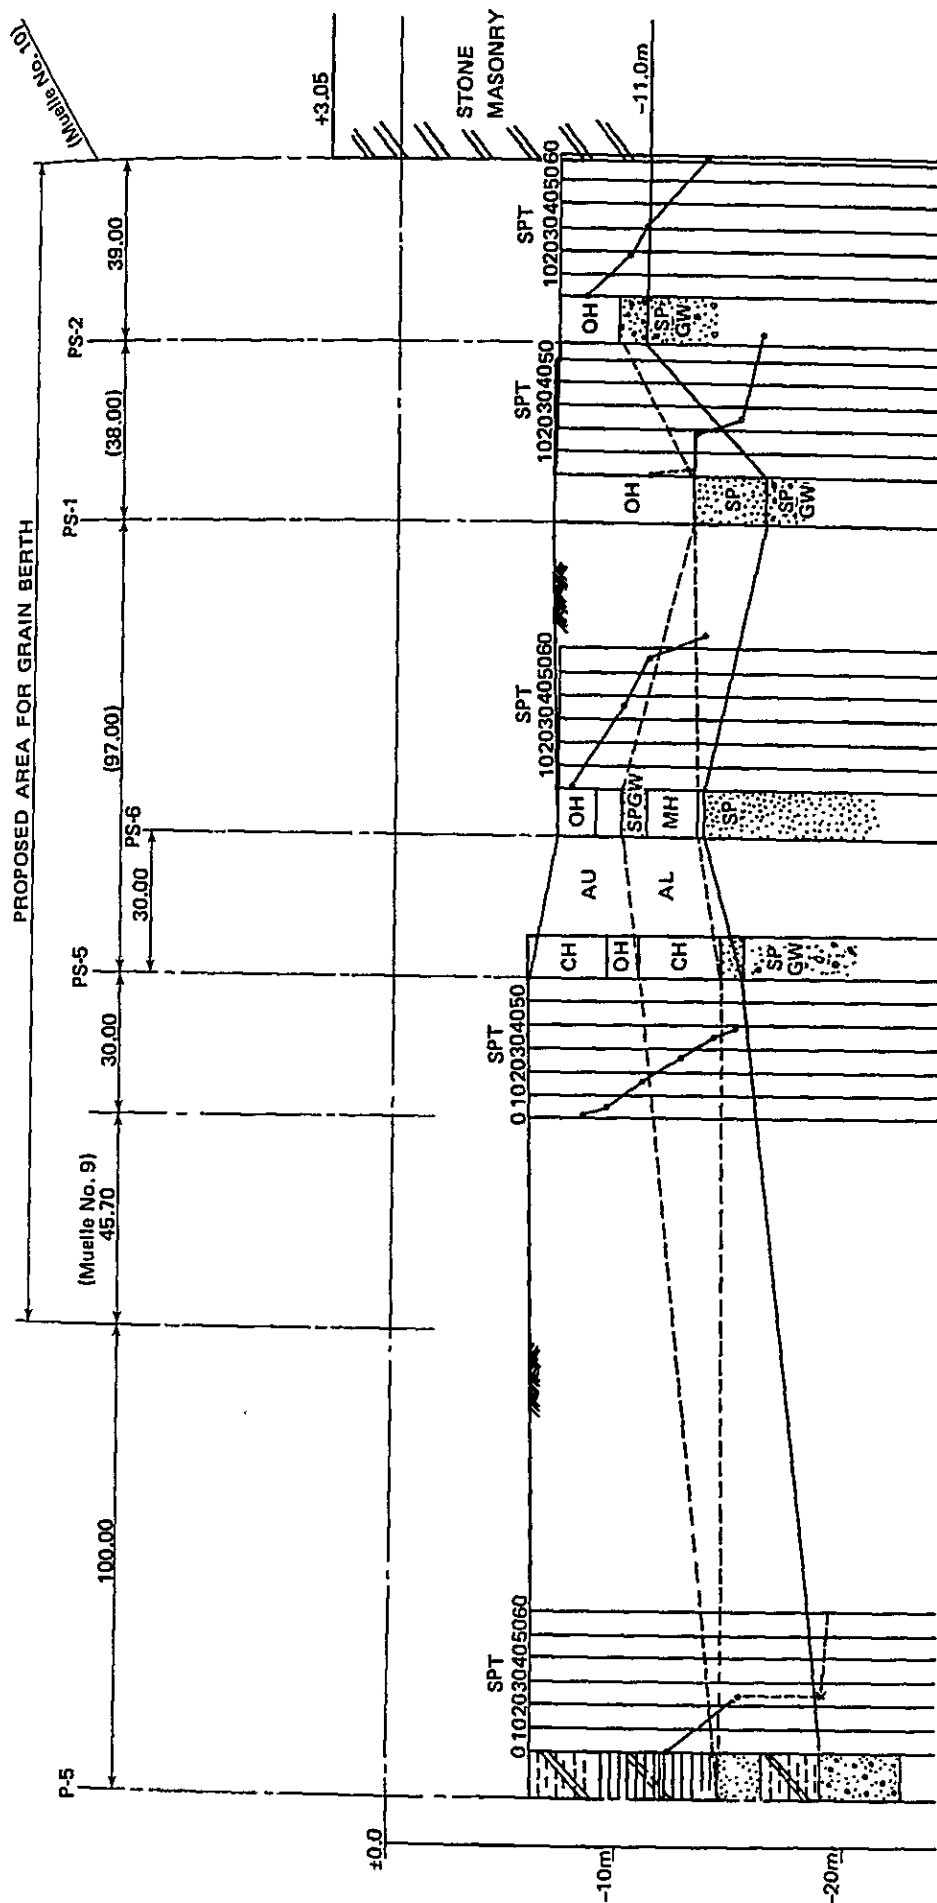 PROPOSED AREA FOR GRAIN BERTH
(Muelle No. 10)
P-5
100.00
(Muelle No. 9)
45.70
30.00
PS-5
30.00
PS-6
(97.00)
PS-1
(38.00)
PS-2
39.00
+3.05
±0.0
STONE
MASONRY
-11.0m
-10m
-20m
SPT
0 102030405060
SPT
0 1020304050
CH
OH
CH
SP
GW
AU
AL
OH
SPGW
MH
SP
SPT
102030405060
OH
SP
SP
GW
SPT
1020304050
OH
SP
GW
SPT
102030405060